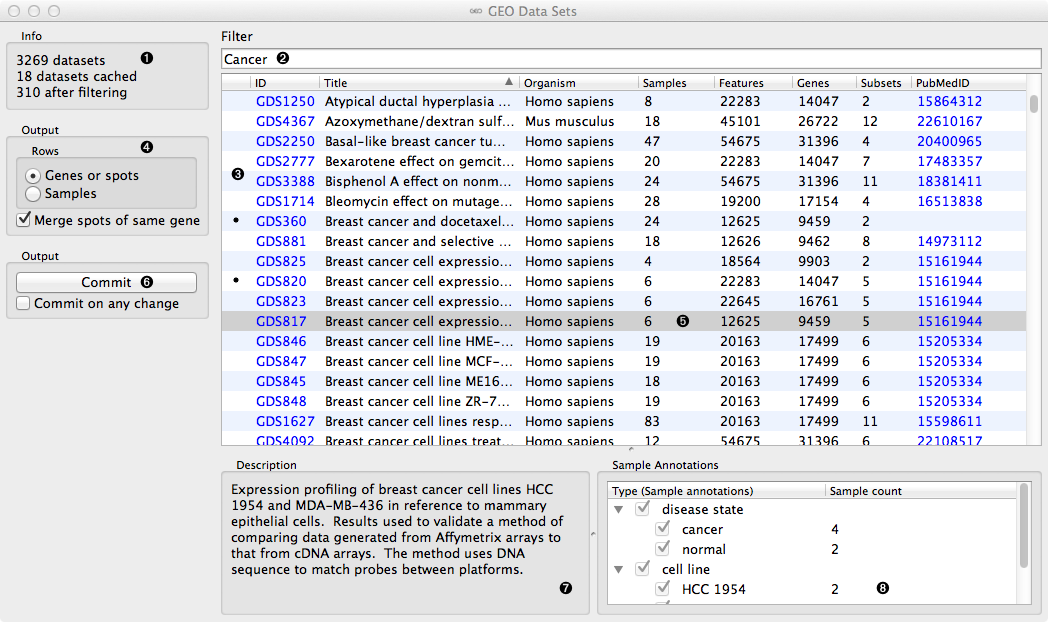 GEO Data Sets
Info
3269 datasets ❶
18 datasets cached
310 after filtering
Output
Rows ❹
Genes or spots
Samples
Merge spots of same gene
Output
Commit ❻
Commit on any change
Filter
Cancer ❷
ID Title Organism Samples Features Genes Subsets PubMedID
GDS1250 Atypical ductal hyperplasia ... Homo sapiens 8 22283 14047 2 15864312
GDS4367 Azoxymethane/dextran sulf... Mus musculus 18 45101 26722 12 22610167
GDS2250 Basal-like breast cancer tu... Homo sapiens 47 54675 31396 4 20400965
GDS2777 Bexarotene effect on gemcit... Homo sapiens 20 22283 14047 7 17483357
❸ GDS3388 Bisphenol A effect on nonm... Homo sapiens 24 54675 31396 11 18381411
GDS1714 Bleomycin effect on mutage... Homo sapiens 28 19200 17154 4 16513838
• GDS360 Breast cancer and docetaxel... Homo sapiens 24 12625 9459 2
GDS881 Breast cancer and selective ... Homo sapiens 18 12626 9462 8 14973112
GDS825 Breast cancer cell expressio... Homo sapiens 4 18564 9903 2 15161944
• GDS820 Breast cancer cell expressio... Homo sapiens 6 22283 14047 5 15161944
GDS823 Breast cancer cell expressio... Homo sapiens 6 22645 16761 5 15161944
GDS817 Breast cancer cell expressio... Homo sapiens 6 ❺ 12625 9459 5 15161944
GDS846 Breast cancer cell line HME-... Homo sapiens 19 20163 17499 6 15205334
GDS847 Breast cancer cell line MCF-... Homo sapiens 19 20163 17499 6 15205334
GDS845 Breast cancer cell line ME16... Homo sapiens 18 20163 17499 6 15205334
GDS848 Breast cancer cell line ZR-7... Homo sapiens 19 20163 17499 6 15205334
GDS1627 Breast cancer cell lines resp... Homo sapiens 83 20163 17499 11 15598611
GDS4092 Breast cancer cell lines treat... Homo sapiens 12 54675 31396 6 22108517
Description
Expression profiling of breast cancer cell lines HCC
1954 and MDA-MB-436 in reference to mammary
epithelial cells. Results used to validate a method of
comparing data generated from Affymetrix arrays to
that from cDNA arrays. The method uses DNA
sequence to match probes between platforms.
❼
Sample Annotations
Type (Sample annotations) Sample count
disease state
cancer 4
normal 2
cell line
HCC 1954 2 ❽